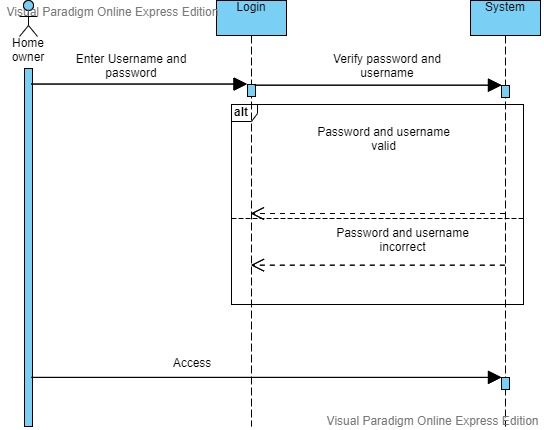 Visual Paradigm Online Express Edition
Login
System
Home
owner
Enter Username and
password
Verify password and
username
alt
Password and username
valid
Password and username
incorrect
Access
Visual Paradigm Online Express Edition